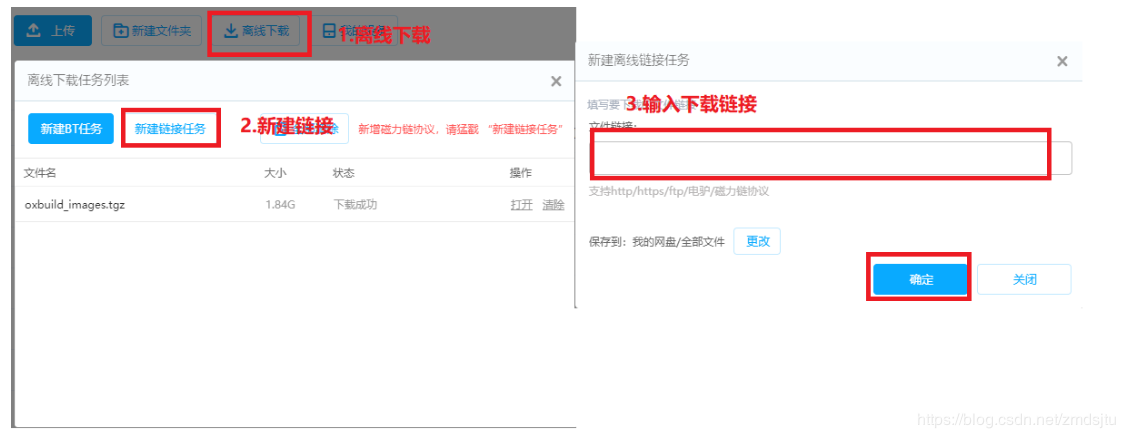 上传 新建文件夹 离线下载
1.离线下载
离线下载任务列表
新建BT任务 新建链接任务
2.新建链接
新增磁力链协议，请猛戳 “新建链接任务”
文件名 大小 状态 操作
oxbuild_images.tgz 1.84G 下载成功 打开 清除
新建离线链接任务
填写要下
3.输入下载链接
文件链接：
支持http/https/ftp/电驴/磁力链协议
保存到：我的网盘/全部文件 更改
确定 关闭
https://blog.csdn.net/zmdsjtu